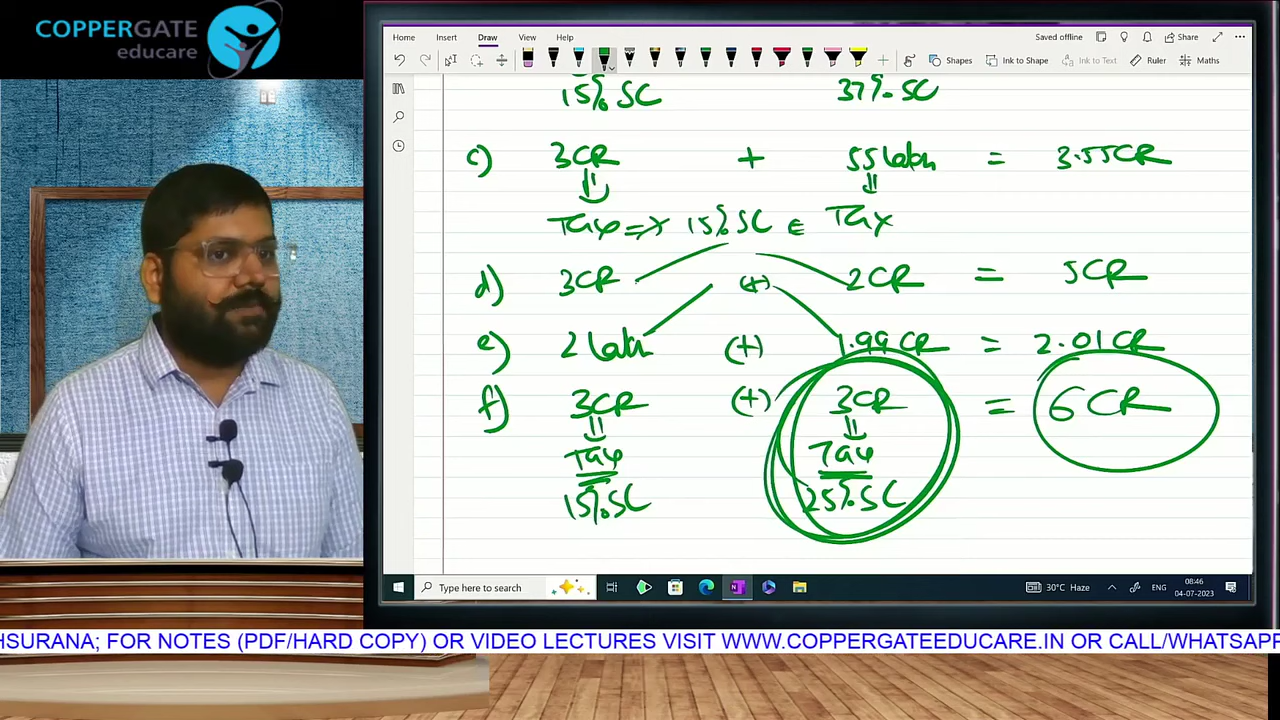 COPPERGATE
educare
Home Insert Draw View Help
Saved offline
Share
Shapes
Ink to Shape
Ink to Text
Ruler
Maths
15% SC 37% SC
c) 3CR + 55 lakh = 3.55CR
Tax => 15% SC Tax
d) 3CR (+) 2CR = 5CR
e) 2 lakh (+) 1.99CR = 2.01CR
f) 3CR (+) 3CR = 6CR
Tax Tax
15% SC 25% SC
Type here to search
30°C Haze
ENG
08:46
04-07-2023
HSURANA; FOR NOTES (PDF/HARD COPY) OR VIDEO LECTURES VISIT WWW.COPPERGATEEDUCARE.IN OR CALL/WHATSAPP